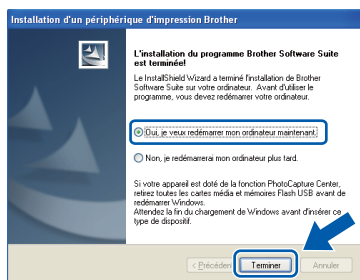 Installation d'un périphérique d'impression Brother
L'installation du programme Brother Software Suite
est terminée!
Le InstallShield Wizard a terminé l'installation de Brother
Software Suite sur votre ordinateur. Avant d'utiliser le
programme, vous devez redémarrer votre ordinateur.
Oui, je veux redémarrer mon ordinateur maintenant.
Non, je redémarrerai mon ordinateur plus tard.
Si votre appareil est doté de la fonction PhotoCapture Center,
retirez toutes les cartes média et mémoires Flash USB avant de
redémarrer Windows.
Attendez la fin du chargement de Windows avant d'insérer ce
type de dispositif.
< Précéden Terminer Annuler